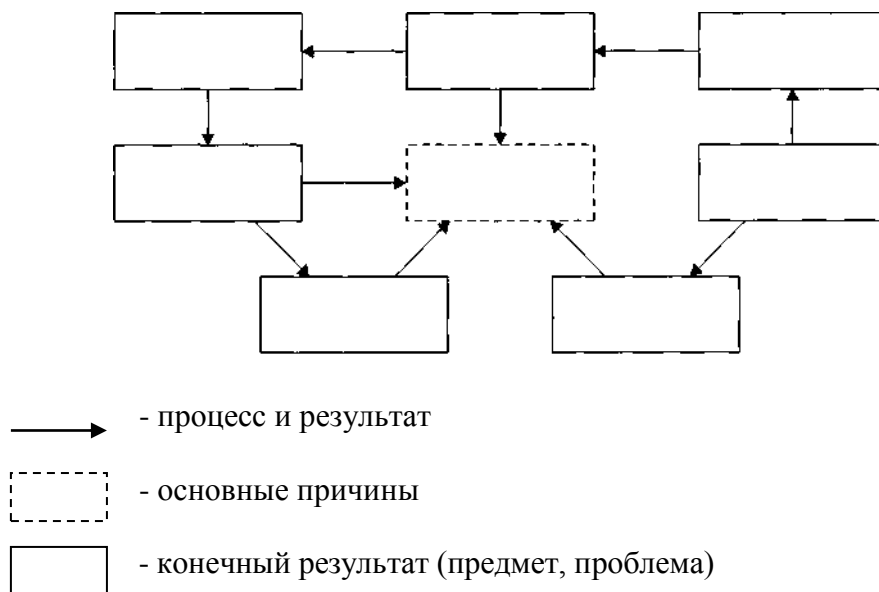 - процесс и результат
- основные причины
- конечный результат (предмет, проблема)